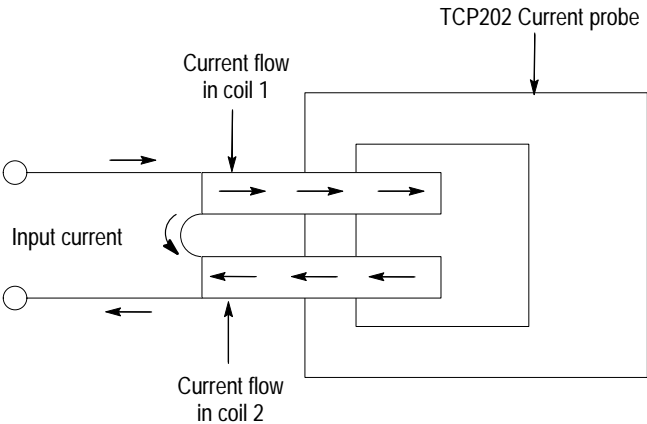 TCP202 Current probe
Current flow
in coil 1
Input current
Current flow
in coil 2